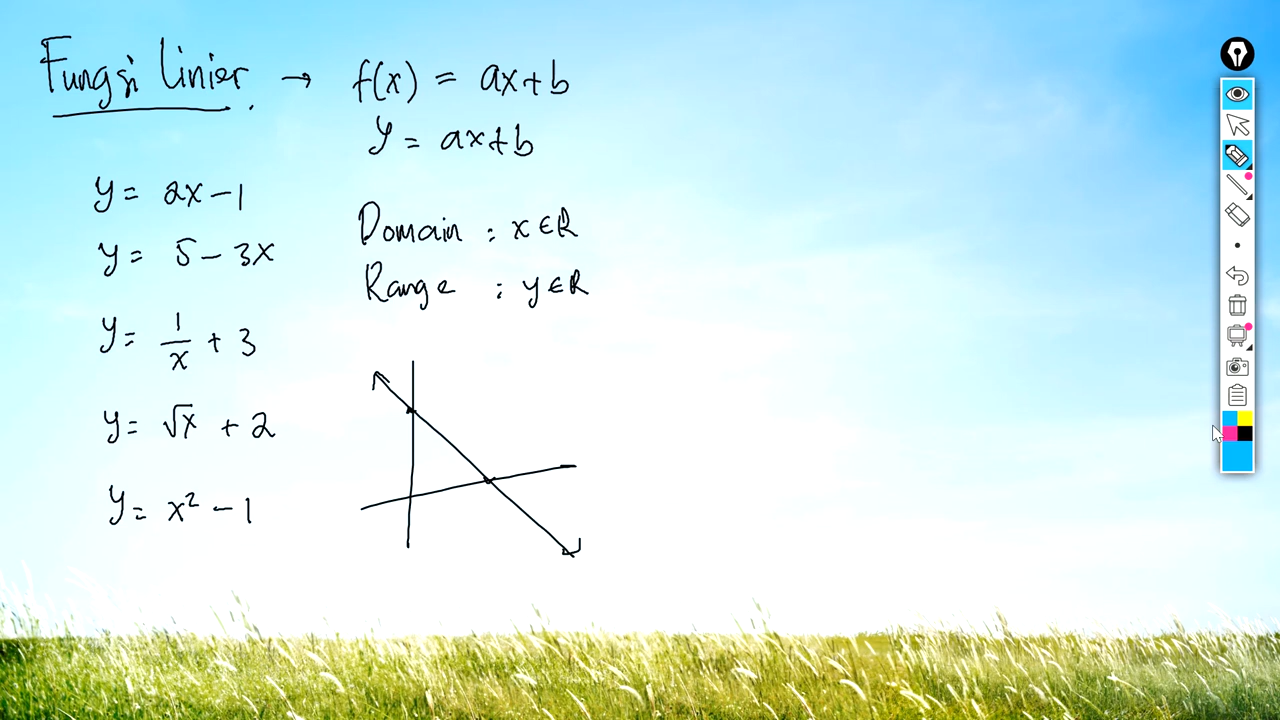 Fungsi Linier → f(x) = ax+b
y = ax+b
y = 2x-1
y = 5-3x
y = 1/x + 3
y = √x + 2
y = x² - 1
Domain : x∈R
Range : y∈R